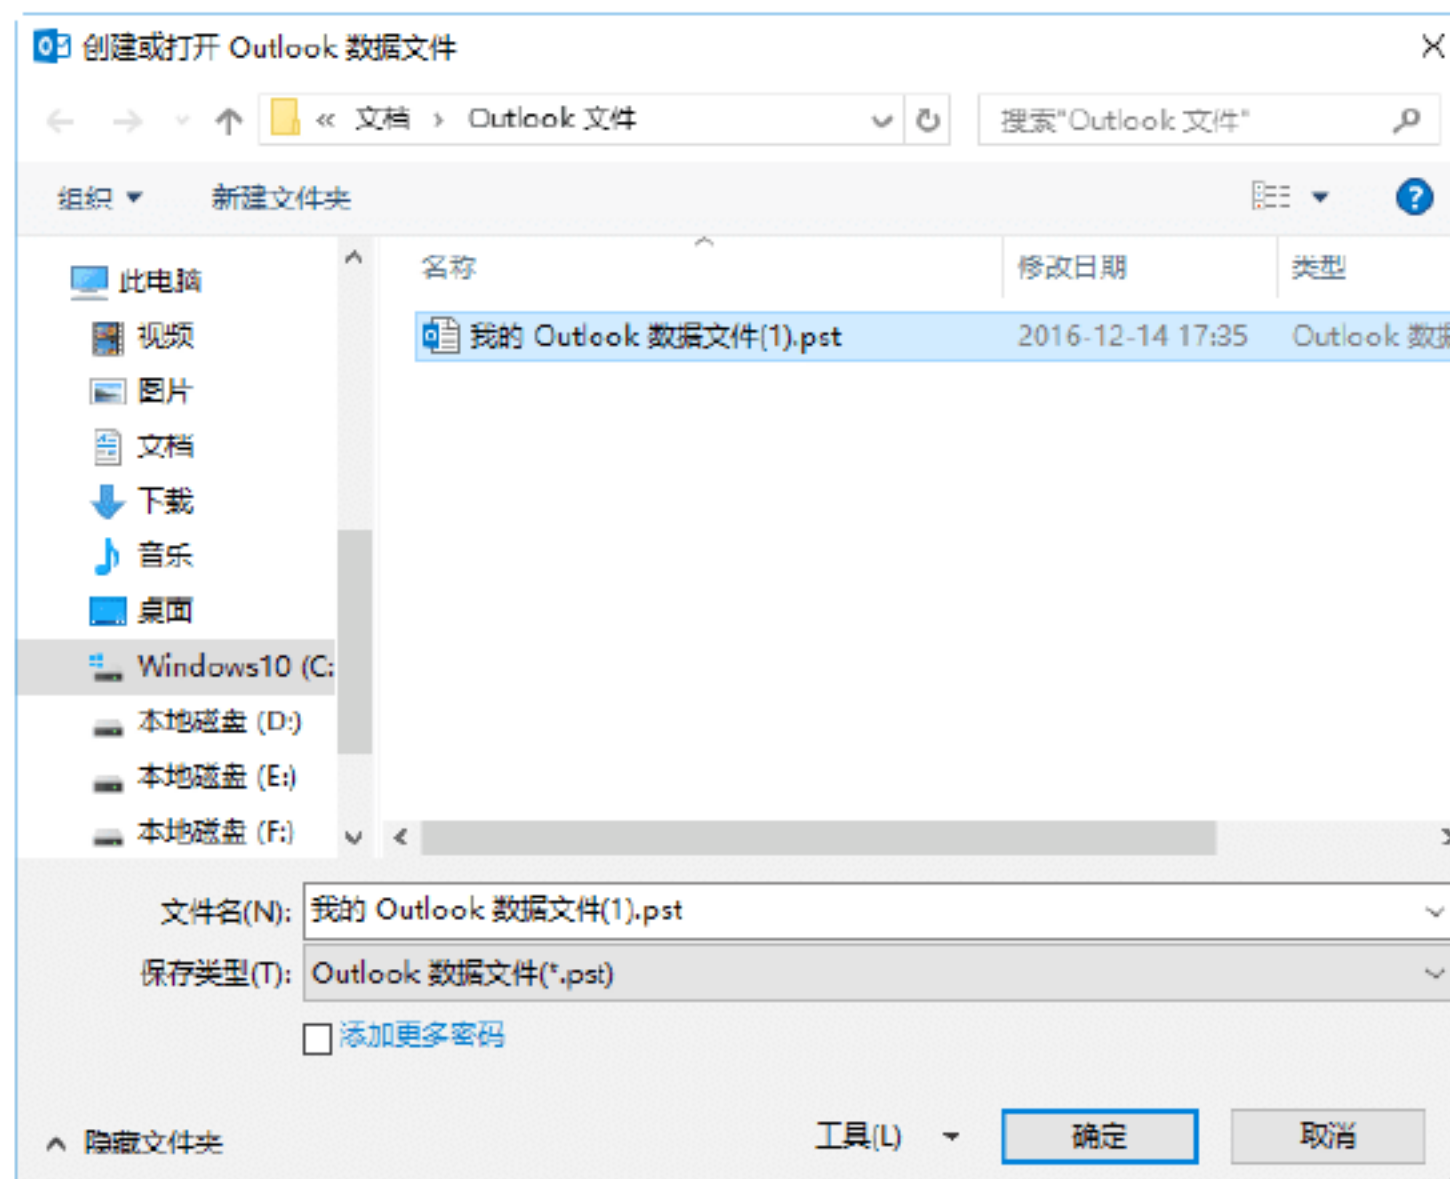 创建或打开 Outlook 数据文件
« 文档 › Outlook 文件
搜索"Outlook 文件"
组织
新建文件夹
此电脑
视频
图片
文档
下载
音乐
桌面
Windows10 (C:
本地磁盘 (D:)
本地磁盘 (E:)
本地磁盘 (F:)
名称 修改日期 类型
我的 Outlook 数据文件(1).pst 2016-12-14 17:35 Outlook 数据
文件名(N): 我的 Outlook 数据文件(1).pst
保存类型(T): Outlook 数据文件(*.pst)
添加更多密码
隐藏文件夹
工具(L)
确定
取消